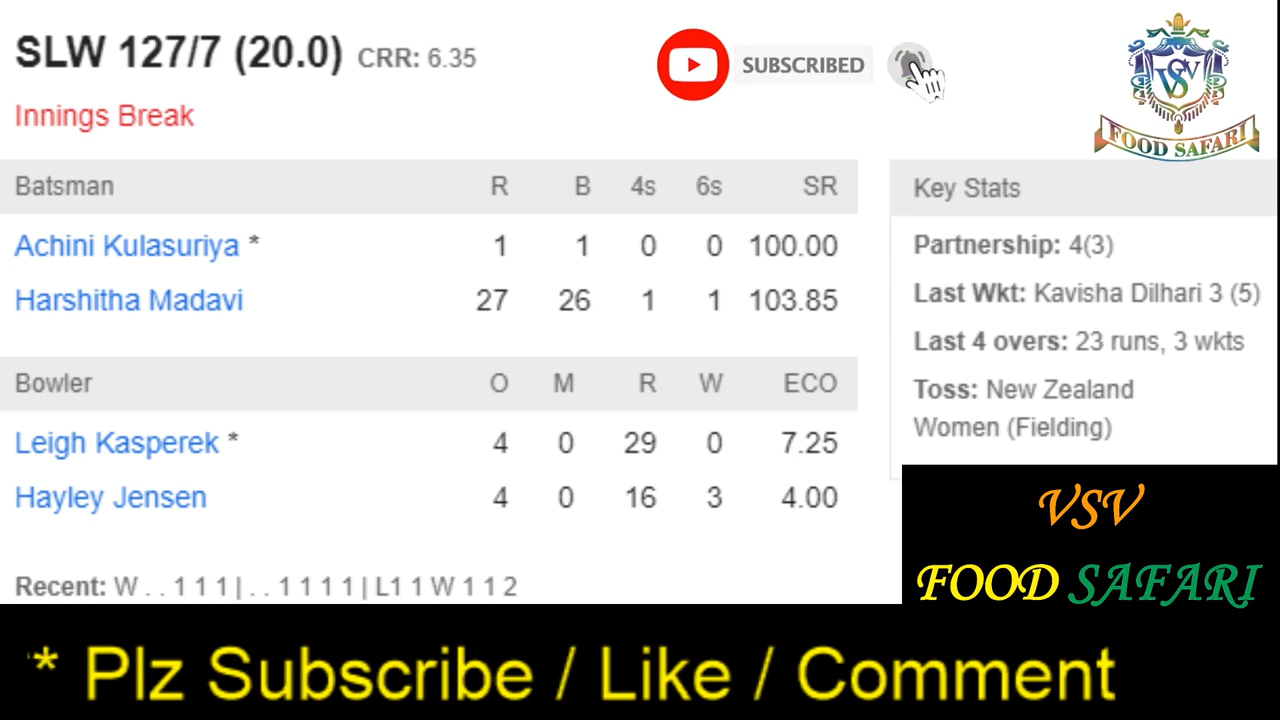 SLW 127/7 (20.0) CRR: 6.35
Innings Break
SUBSCRIBED
VSV
FOOD SAFARI
Batsman R B 4s 6s SR
Achini Kulasuriya * 1 1 0 0 100.00
Harshitha Madavi 27 26 1 1 103.85
Bowler O M R W ECO
Leigh Kasperek * 4 0 29 0 7.25
Hayley Jensen 4 0 16 3 4.00
Recent: W . . 1 1 1 | . . 1 1 1 1 | L1 1 W 1 1 2
Key Stats
Partnership: 4(3)
Last Wkt: Kavisha Dilhari 3 (5)
Last 4 overs: 23 runs, 3 wkts
Toss: New Zealand
Women (Fielding)
VSV
FOOD SAFARI
* Plz Subscribe / Like / Comment